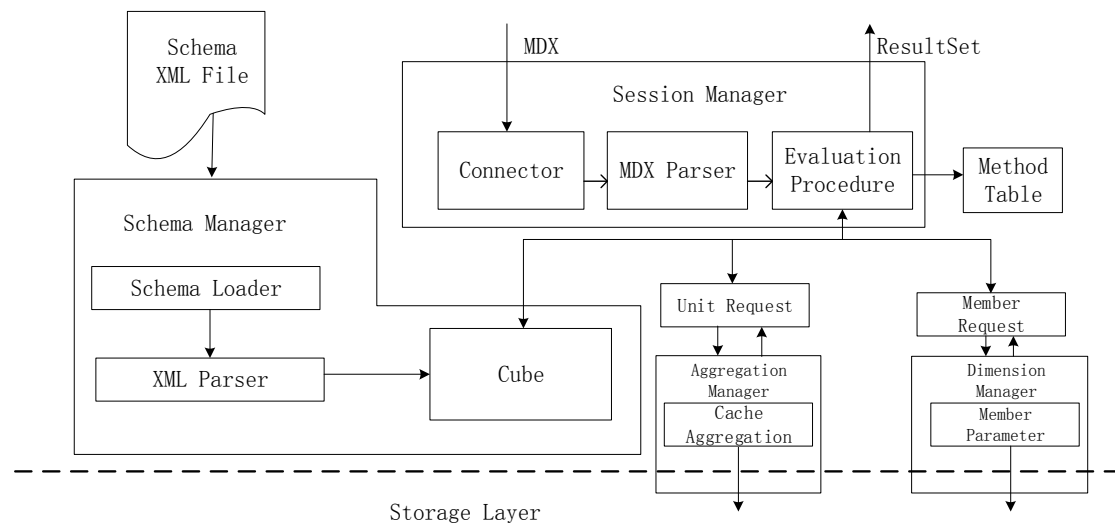 Schema
XML File
MDX
ResultSet
Session Manager
Connector
MDX Parser
Evaluation
Procedure
Method
Table
Schema Manager
Schema Loader
XML Parser
Cube
Unit Request
Member
Request
Aggregation
Manager
Cache
Aggregation
Dimension
Manager
Member
Parameter
Storage Layer